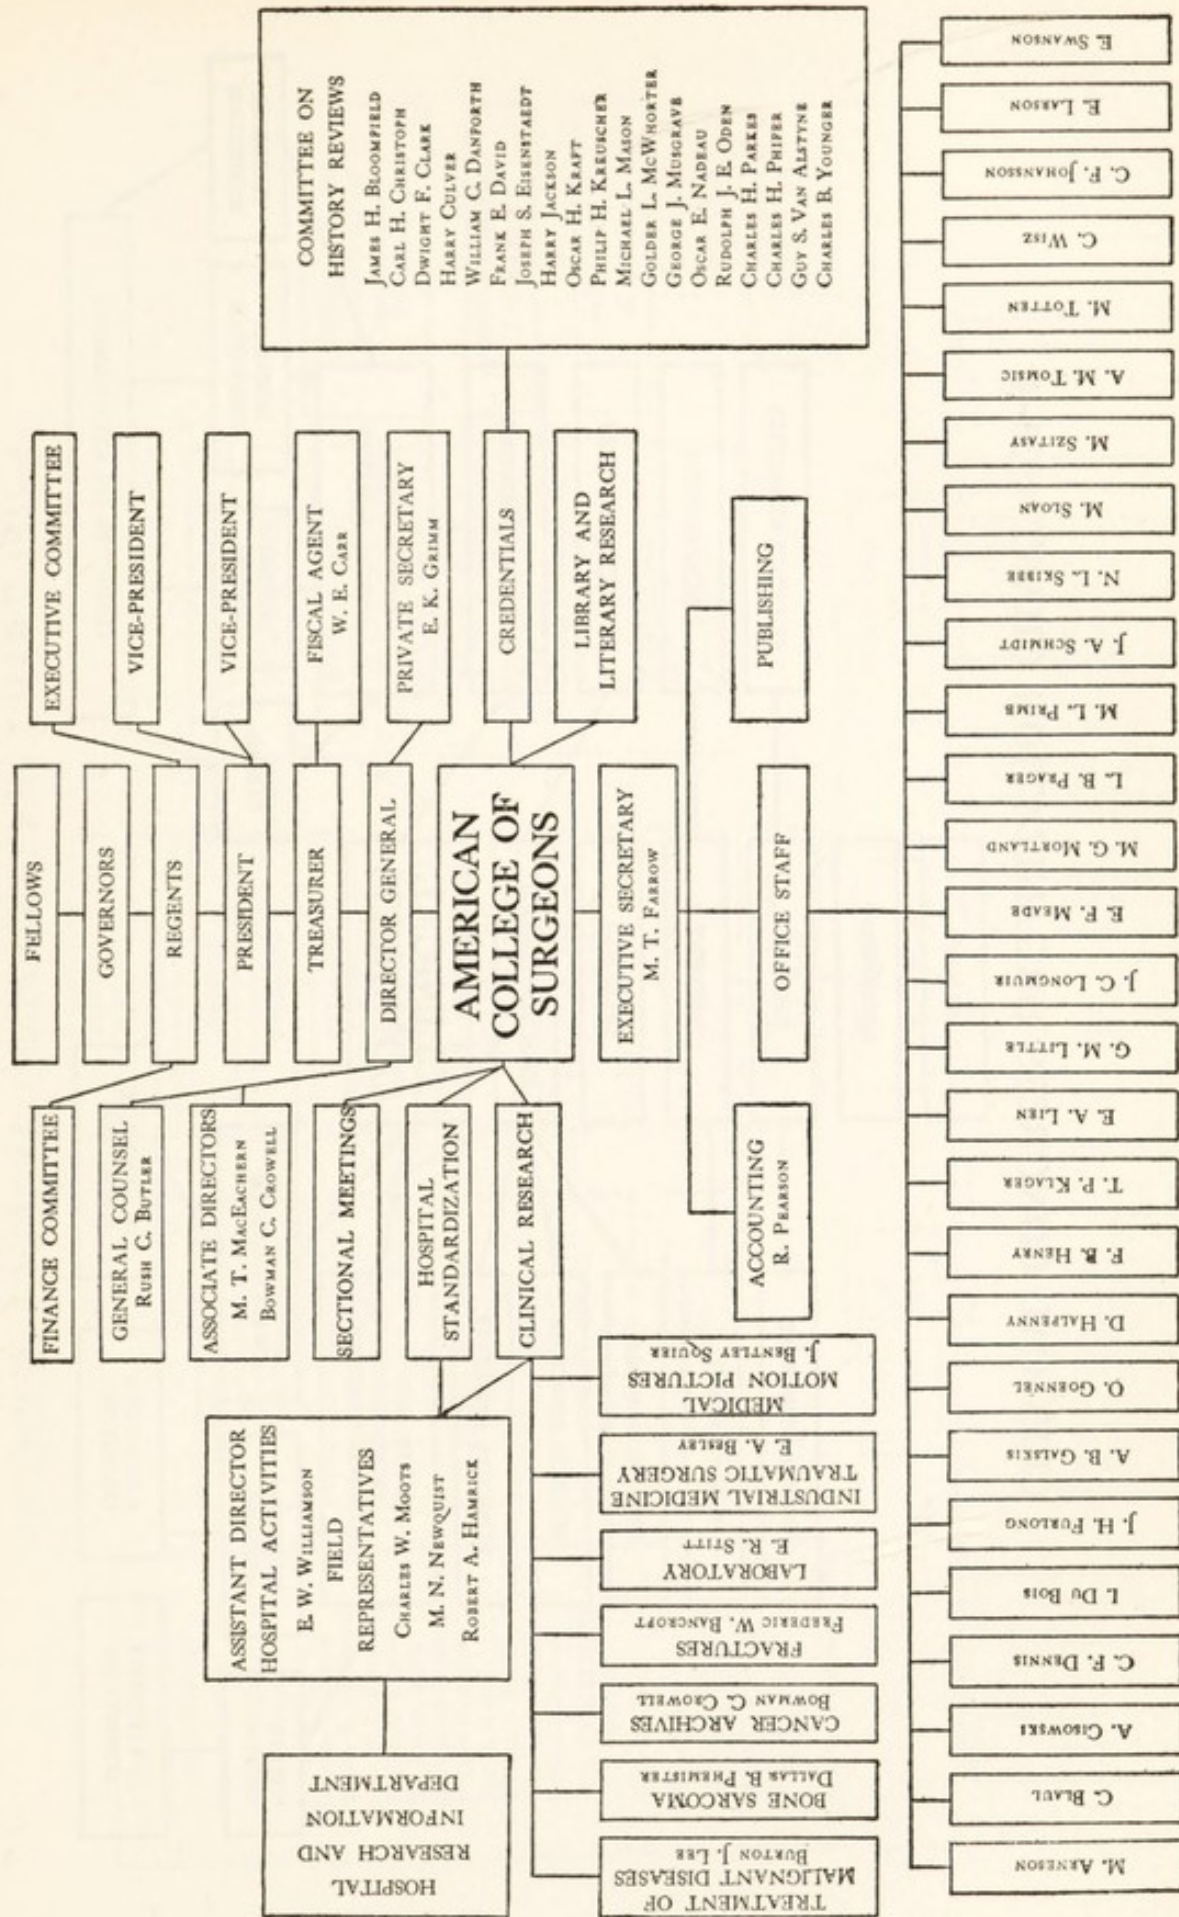 FELLOWS
GOVERNORS
REGENTS
PRESIDENT
TREASURER
DIRECTOR GENERAL
AMERICAN
COLLEGE OF
SURGEONS
EXECUTIVE SECRETARY
M. T. FARROW
EXECUTIVE COMMITTEE
VICE-PRESIDENT
VICE-PRESIDENT
FISCAL AGENT
W. E. CARR
PRIVATE SECRETARY
E. K. GRIMM
CREDENTIALS
LIBRARY AND
LITERARY RESEARCH
COMMITTEE ON
HISTORY REVIEWS
JAMES H. BLOOMFIELD
CARL H. CHRISTOPH
DWIGHT F. CLARK
HARRY CULVER
WILLIAM C. DANFORTH
FRANK E. DAVID
JOSEPH S. EISENSTAEDT
HARRY JACKSON
OSCAR H. KRAFT
PHILIP H. KREUSCHER
MICHAEL L. MASON
GOLDER L. MCWHORTER
GEORGE J. MUSGRAVE
OSCAR E. NADEAU
RUDOLPH J. E. ODEN
CHARLES H. PARKES
CHARLES H. PHIFER
GUY S. VAN ALSTYNE
CHARLES B. YOUNGER
FINANCE COMMITTEE
GENERAL COUNSEL
RUSH C. BUTLER
ASSOCIATE DIRECTORS
M. T. MACEACHERN
BOWMAN C. CROWELL
SECTIONAL MEETINGS
HOSPITAL
STANDARDIZATION
CLINICAL RESEARCH
ASSISTANT DIRECTOR
HOSPITAL ACTIVITIES
E. W. WILLIAMSON
FIELD
REPRESENTATIVES
CHARLES W. MOOTS
M. N. NEWQUIST
ROBERT A. HAMRICK
HOSPITAL
RESEARCH AND
INFORMATION
DEPARTMENT
TREATMENT OF
MALIGNANT DISEASES
BURTON J. LEE
BONE SARCOMA
DALLAS B. PHEMISTER
CANCER ARCHIVES
BOWMAN C. CROWELL
FRACTURES
FREDERIC W. BANCROFT
LABORATORY
E. R. STITT
INDUSTRIAL MEDICINE
TRAUMATIC SURGERY
F. A. BESLEY
MEDICAL
MOTION PICTURES
J. BENTLEY SQUIER
ACCOUNTING
R. PEARSON
OFFICE STAFF
PUBLISHING
M. ARNESON
C. BLAUL
A. CISOWSKI
C. F. DENNIS
I. DU BOIS
J. H. FURLONG
A. B. GALSKIS
O. GOENNEL
D. HALPENNY
F. B. HENRY
T. P. KLAGER
E. A. LIEN
G. M. LITTLE
J. C. LONGMUIR
E. F. MEADE
M. G. MORTLAND
L. B. PRAGER
M. L. PRIMB
J. A. SCHMIDT
N. L. SKIBBE
M. SLOAN
M. SZITASY
A. M. TOMSIC
M. TOTTEN
C. WISZ
C. F. JOHANSSON
E. LARSON
E. SWANSON